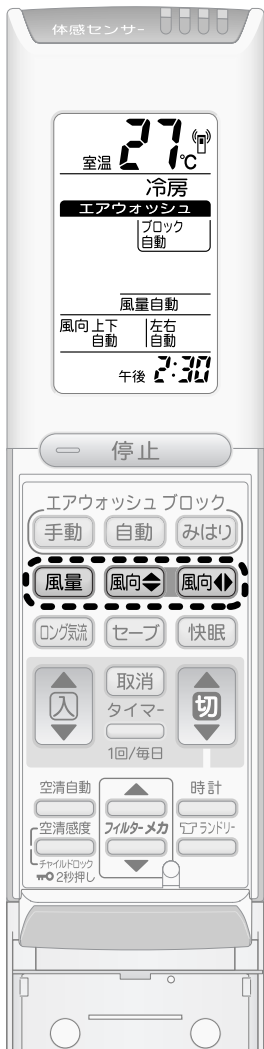 体感センサー
室温 27℃
冷房
エアウォッシュ
ブロック
自動
風量自動
風向 上下 左右
自動 自動
午後 2:30
停止
エアウォッシュ ブロック
手動 自動 みはり
風量 風向 風向
ロング気流 セーブ 快眠
入 取消 切
タイマー
1回/毎日
空清自動 時計
空清感度 フィルターメカ ランドリー
チャイルドロック
2秒押し